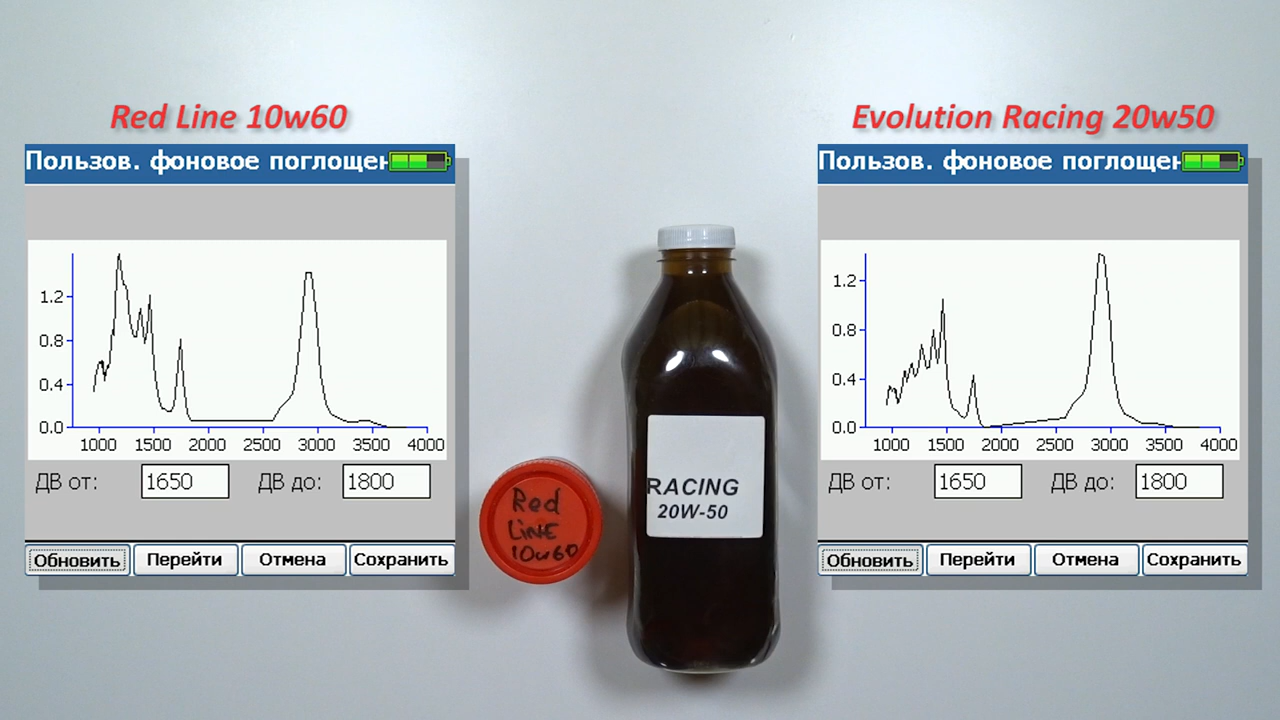 Red Line 10w60
Пользов. фоновое поглощен
1.2
0.8
0.4
0.0
1000 1500 2000 2500 3000 3500 4000
ДВ от: 1650 ДВ до: 1800
Обновить Перейти Отмена Сохранить
Red
LINE
10w60
RACING
20W-50
Evolution Racing 20w50
Пользов. фоновое поглощен
1.2
0.8
0.4
0.0
1000 1500 2000 2500 3000 3500 4000
ДВ от: 1650 ДВ до: 1800
Обновить Перейти Отмена Сохранить